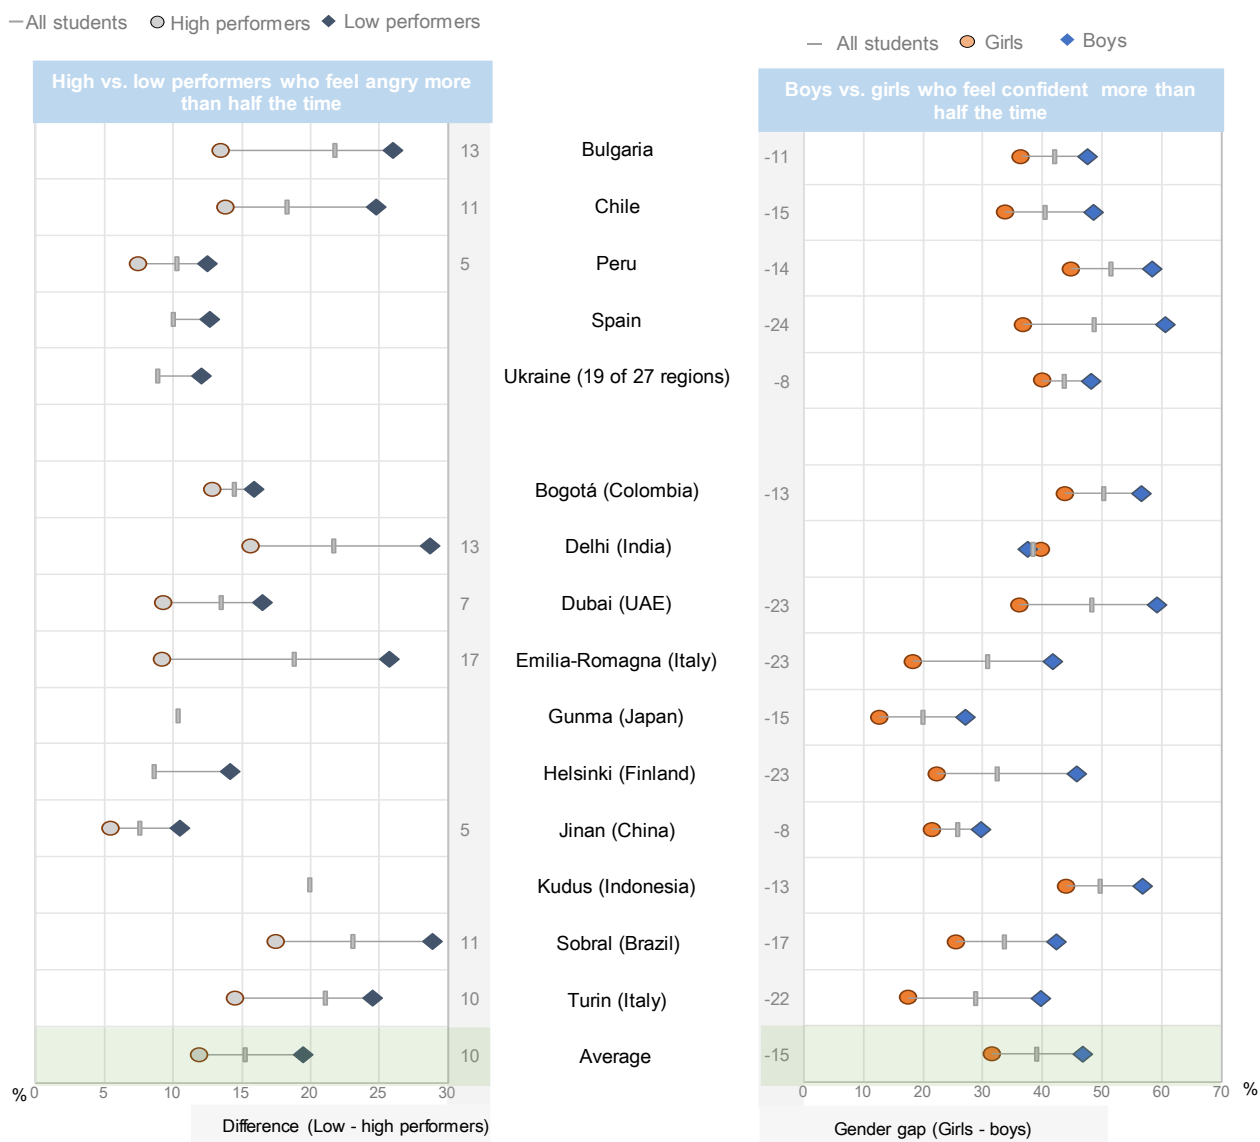 All students High performers Low performers
All students Girls Boys
High vs. low performers who feel angry more
than half the time
Boys vs. girls who feel confident more than
half the time
13 Bulgaria -11
11 Chile -15
5 Peru -14
Spain -24
Ukraine (19 of 27 regions) -8
Bogotá (Colombia) -13
13 Delhi (India)
7 Dubai (UAE) -23
17 Emilia-Romagna (Italy) -23
Gunma (Japan) -15
Helsinki (Finland) -23
5 Jinan (China) -8
Kudus (Indonesia) -13
11 Sobral (Brazil) -17
10 Turin (Italy) -22
10 Average -15
% 0 5 10 15 20 25 30 0 10 20 30 40 50 60 70 %
Difference (Low - high performers) Gender gap (Girls - boys)